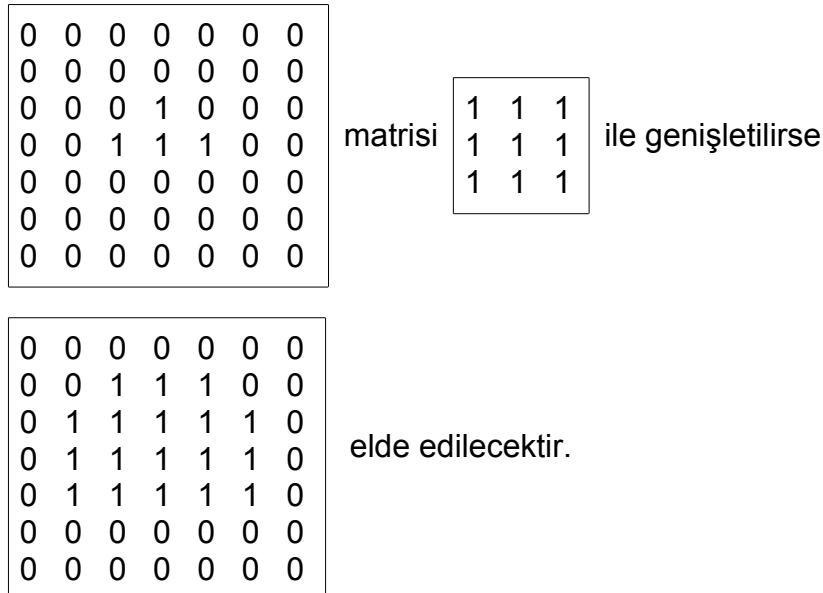 0 0 0 0 0 0 0
0 0 0 0 0 0 0
0 0 0 1 0 0 0
0 0 1 1 1 0 0
0 0 0 0 0 0 0
0 0 0 0 0 0 0
0 0 0 0 0 0 0
matrisi
1 1 1
1 1 1
1 1 1
ile genişletilirse
0 0 0 0 0 0 0
0 0 1 1 1 0 0
0 1 1 1 1 1 0
0 1 1 1 1 1 0
0 1 1 1 1 1 0
0 0 0 0 0 0 0
0 0 0 0 0 0 0
elde edilecektir.